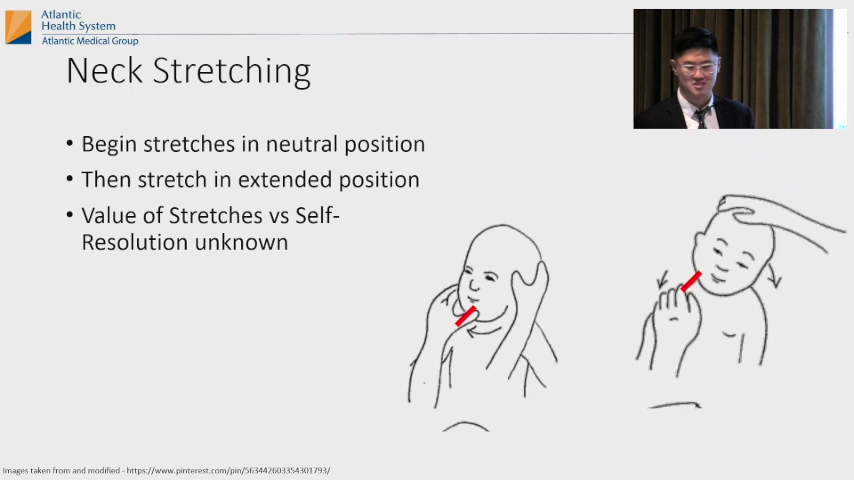 Atlantic
Health System
Atlantic Medical Group
Neck Stretching
• Begin stretches in neutral position
• Then stretch in extended position
• Value of Stretches vs Self-
Resolution unknown
Images taken from and modified - https://www.pinterest.com/pin/563442603354301793/